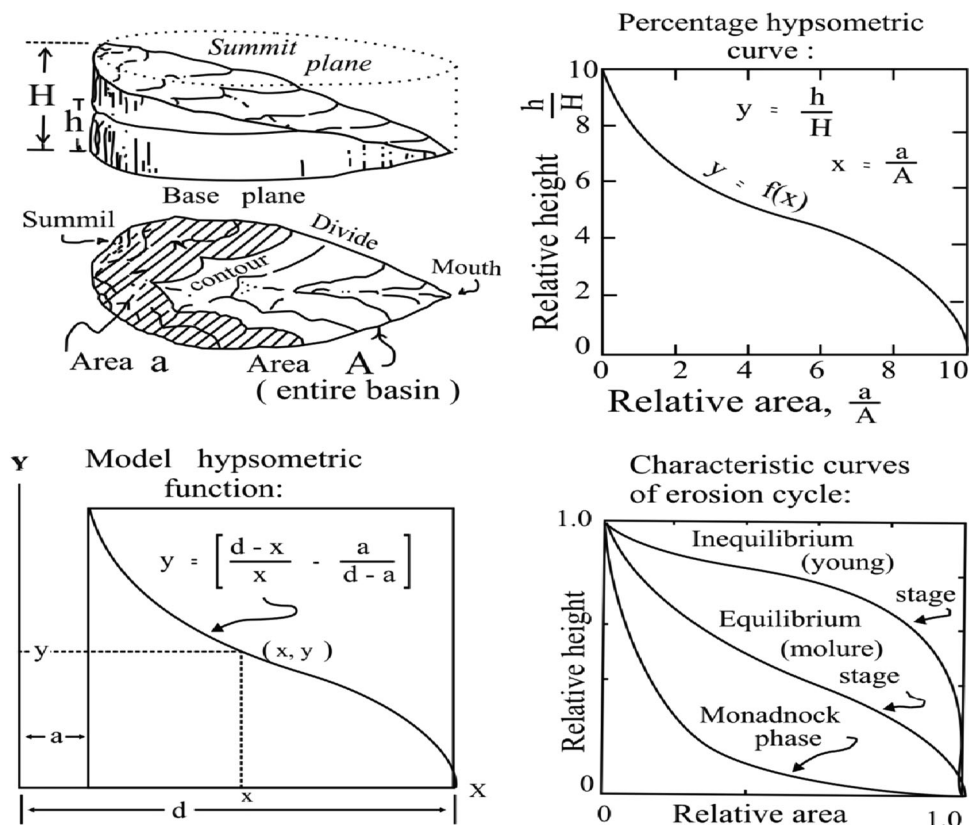 Summit
plane
H
h
Base plane
Summil
Divide
contour
Mouth
Area a
Area A
( entire basin )
Percentage hypsometric
curve :
10
8
6
4
2
0
h
H
Relative height
y = h
H
x = a
A
y = f(x)
0 2 4 6 8 10
Relative area, a
A
Model hypsometric
function:
Y
y = [ d - x
x
- a
d - a ]
y
( x, y )
a
x
X
d
Characteristic curves
of erosion cycle:
1.0
Inequilibrium
(young)
stage
Equilibrium
(molure)
stage
Monadnock
phase
Relative height
0
0
Relative area
1.0